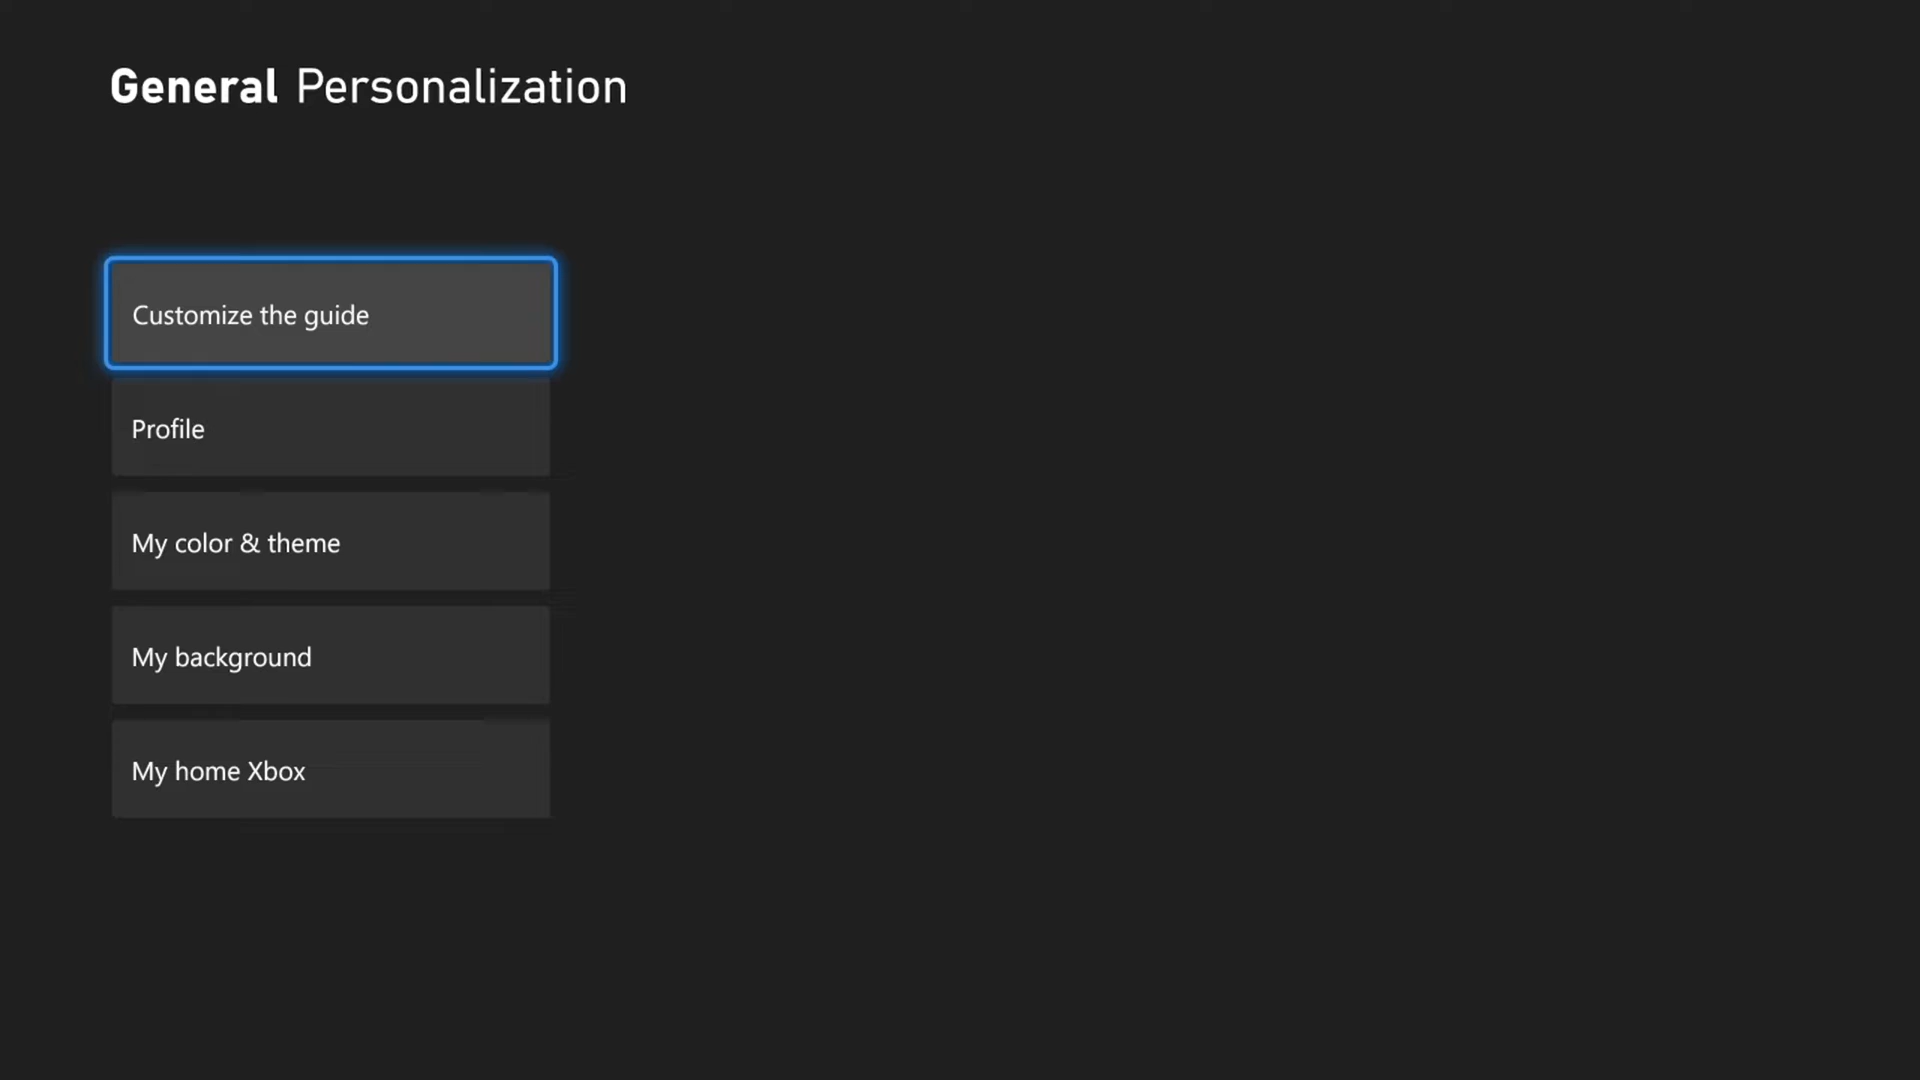 General Personalization
Customize the guide
Profile
My color & theme
My background
My home Xbox